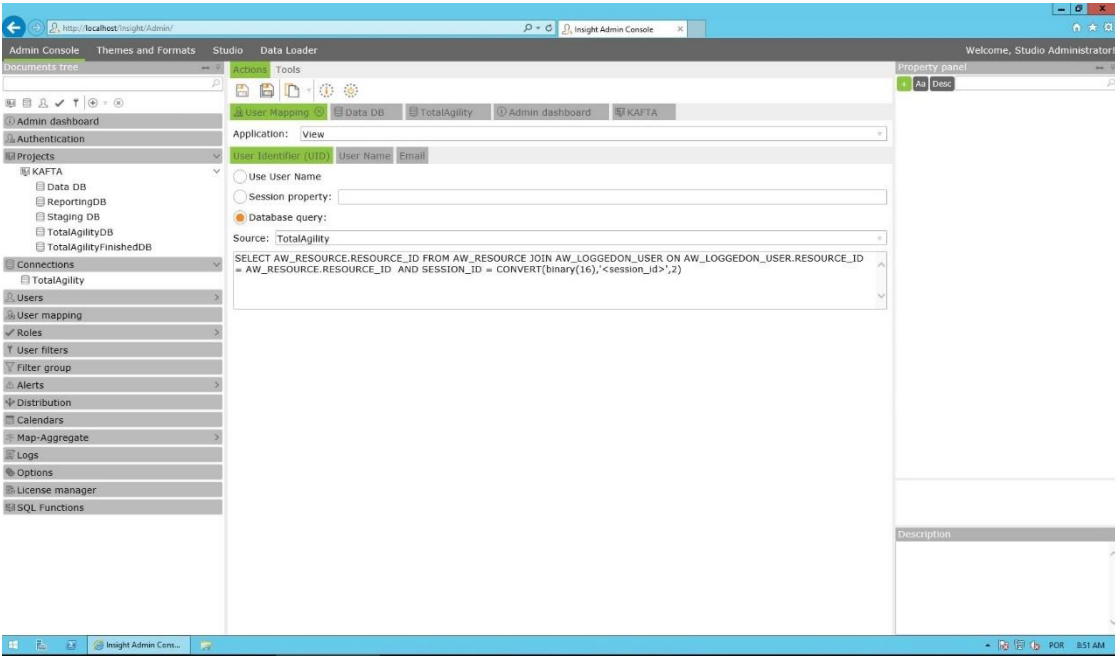 http://localhost/Insight/Admin/
Insight Admin Console
Admin Console Themes and Formats Studio Data Loader
Welcome, Studio Administrator!
Documents tree
Admin dashboard
Authentication
Projects
KAFTA
Data DB
ReportingDB
Staging DB
TotalAgilityDB
TotalAgilityFinishedDB
Connections
TotalAgility
Users
User mapping
Roles
User filters
Filter group
Alerts
Distribution
Calendars
Map-Aggregate
Logs
Options
License manager
SQL Functions
Actions Tools
User Mapping Data DB TotalAgility Admin dashboard KAFTA
Application: View
User Identifier (UID) User Name Email
Use User Name
Session property:
Database query:
Source: TotalAgility
SELECT AW_RESOURCE.RESOURCE_ID FROM AW_RESOURCE JOIN AW_LOGGEDON_USER ON AW_LOGGEDON_USER.RESOURCE_ID
= AW_RESOURCE.RESOURCE_ID AND SESSION_ID = CONVERT(binary(16),'<session_id>',2)
Property panel
+ Aa Desc
Description
Insight Admin Cons...
POR 8:51 AM